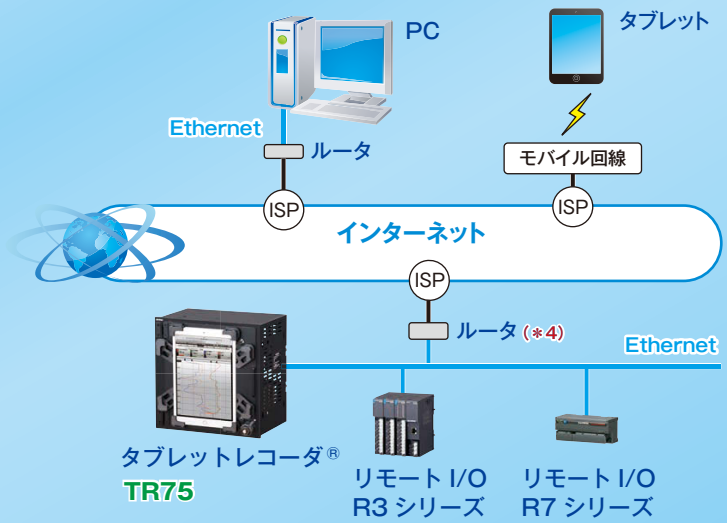 PC
タブレット
Ethernet
ルータ
モバイル回線
ISP
ISP
インターネット
ISP
ルータ(*4)
Ethernet
タブレットレコーダ®
TR75
リモート I/O
R3 シリーズ
リモート I/O
R7 シリーズ